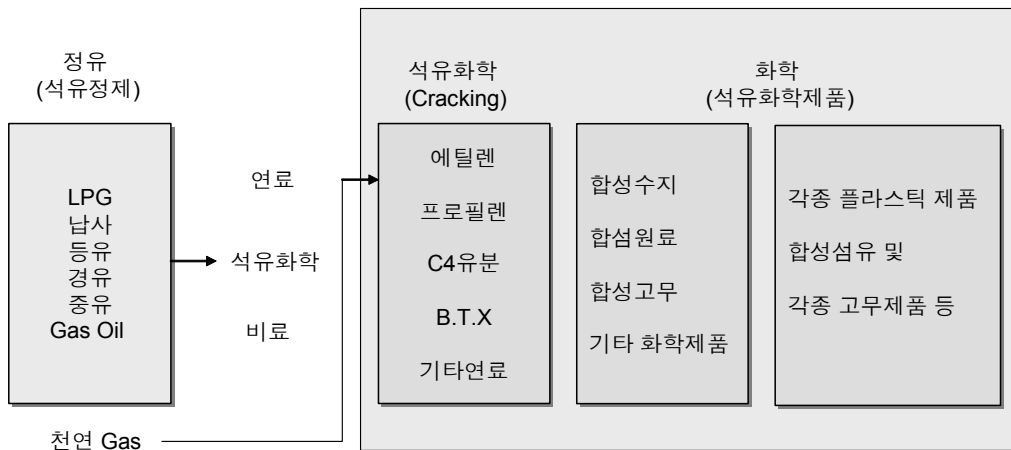 정유
(석유정제)
LPG
납사
등유
경유
중유
Gas Oil
연료
석유화학
비료
천연 Gas
석유화학
(Cracking)
에틸렌
프로필렌
C4유분
B.T.X
기타연료
화학
(석유화학제품)
합성수지
합섬원료
합성고무
기타 화학제품
각종 플라스틱 제품
합성섬유 및
각종 고무제품 등